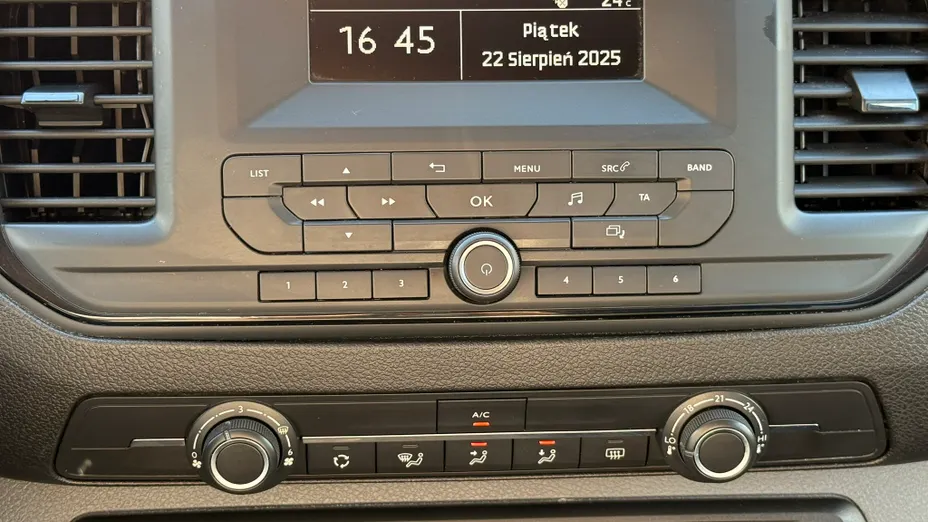 24 c
16 45
Piątek
22 Sierpień 2025
LIST
MENU
SRC
BAND
OK
TA
1 2 3 4 5 6
A/C
0 3 6
LO 18 21 24 HI